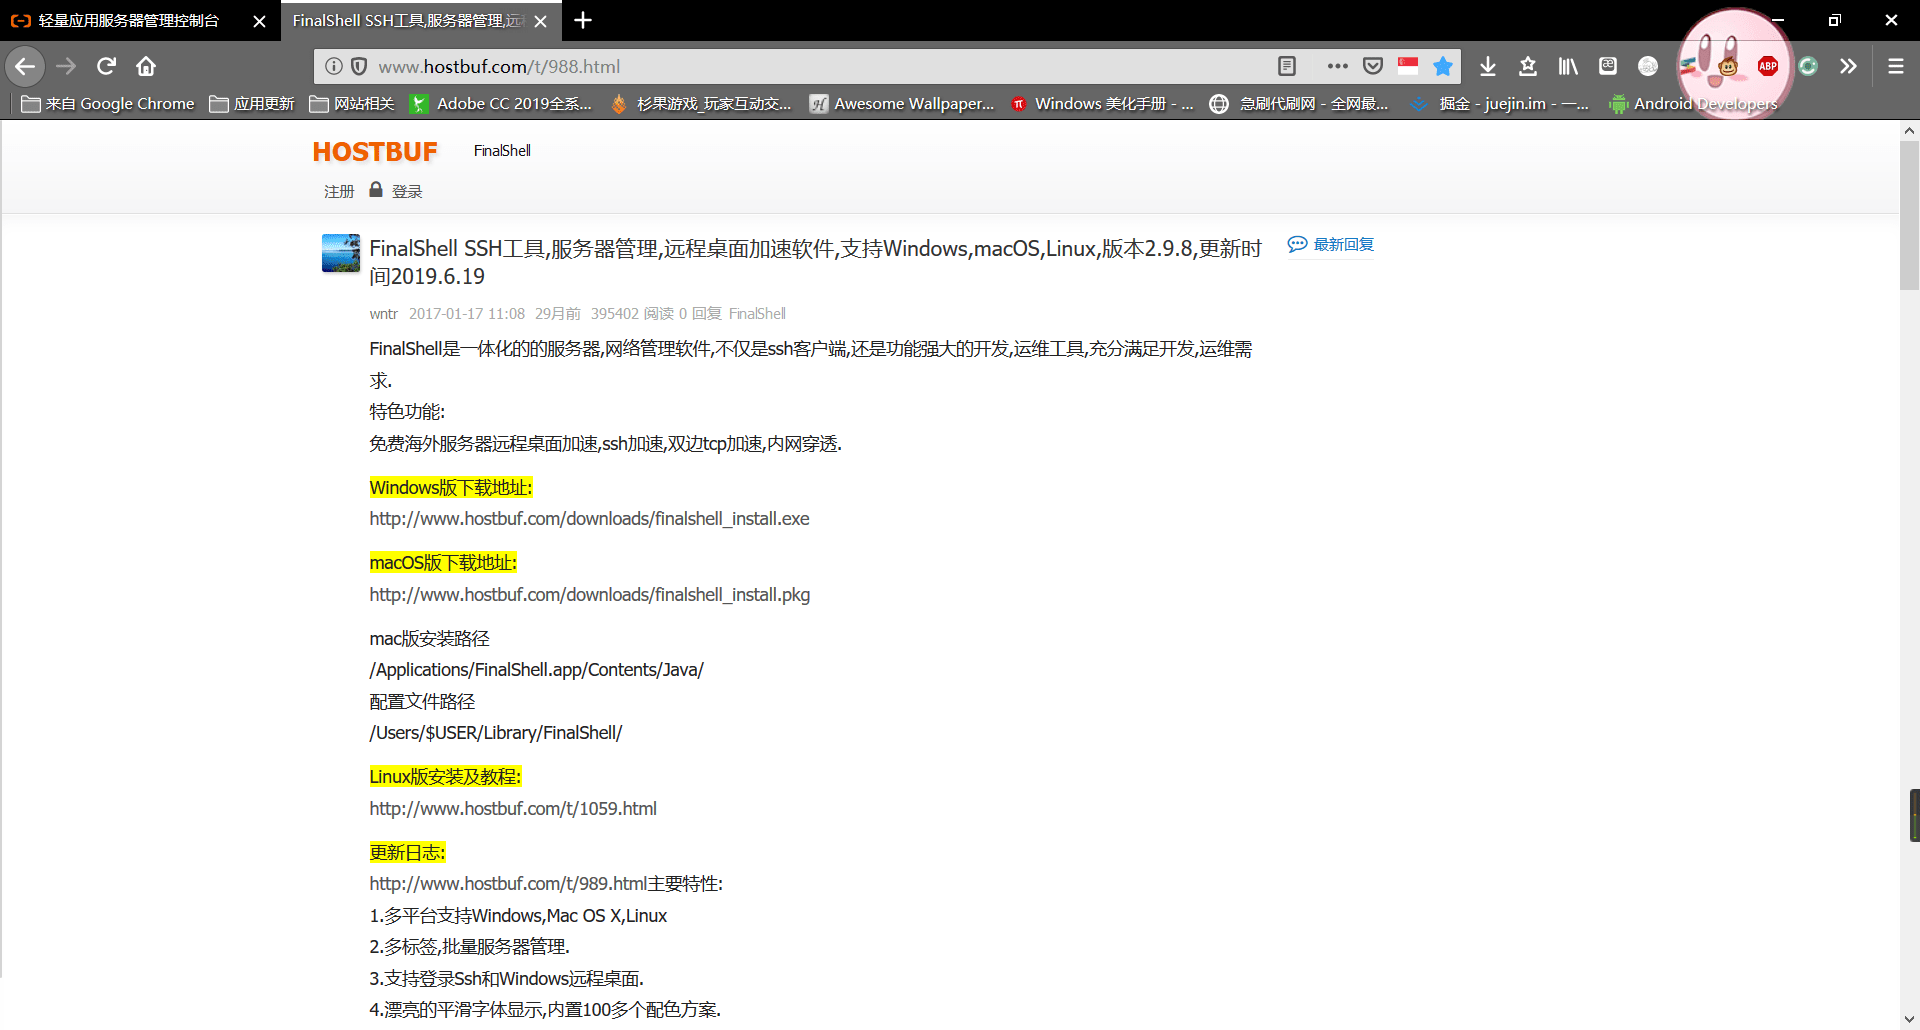 轻量应用服务器管理控制台
FinalShell SSH工具,服务器管理,远
www.hostbuf.com/t/988.html
ABP
来自 Google Chrome
应用更新
网站相关
Adobe CC 2019全系...
杉果游戏_玩家互动交...
Awesome Wallpaper...
Windows 美化手册 - ...
急刷代刷网 - 全网最...
掘金 - juejin.im - 一...
Android Developers
HOSTBUF
FinalShell
注册
登录
FinalShell SSH工具,服务器管理,远程桌面加速软件,支持Windows,macOS,Linux,版本2.9.8,更新时
间2019.6.19
最新回复
wntr 2017-01-17 11:08 29月前 395402 阅读 0 回复 FinalShell
FinalShell是一体化的的服务器,网络管理软件,不仅是ssh客户端,还是功能强大的开发,运维工具,充分满足开发,运维需
求.
特色功能:
免费海外服务器远程桌面加速,ssh加速,双边tcp加速,内网穿透.
Windows版下载地址:
http://www.hostbuf.com/downloads/finalshell_install.exe
macOS版下载地址:
http://www.hostbuf.com/downloads/finalshell_install.pkg
mac版安装路径
/Applications/FinalShell.app/Contents/Java/
配置文件路径
/Users/$USER/Library/FinalShell/
Linux版安装及教程:
http://www.hostbuf.com/t/1059.html
更新日志:
http://www.hostbuf.com/t/989.html主要特性:
1.多平台支持Windows,Mac OS X,Linux
2.多标签,批量服务器管理.
3.支持登录Ssh和Windows远程桌面.
4.漂亮的平滑字体显示,内置100多个配色方案.